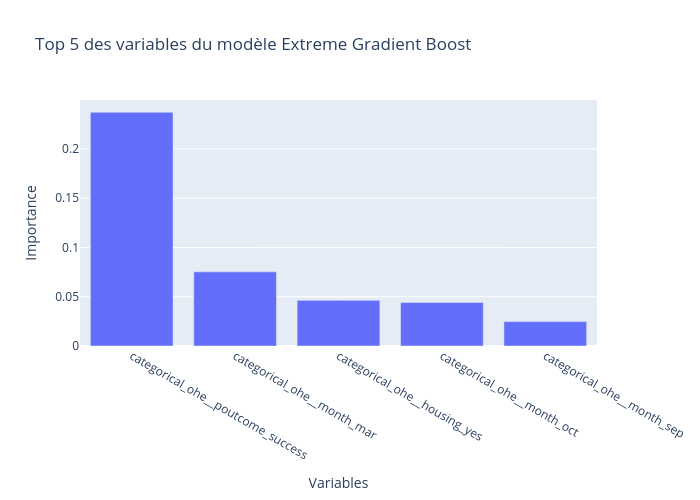 Top 5 des variables du modèle Extreme Gradient Boost
Importance
0.2
0.15
0.1
0.05
0
categorical_ohe__poutcome_success
categorical_ohe__month_mar
categorical_ohe__housing_yes
categorical_ohe__month_oct
categorical_ohe__month_sep
Variables